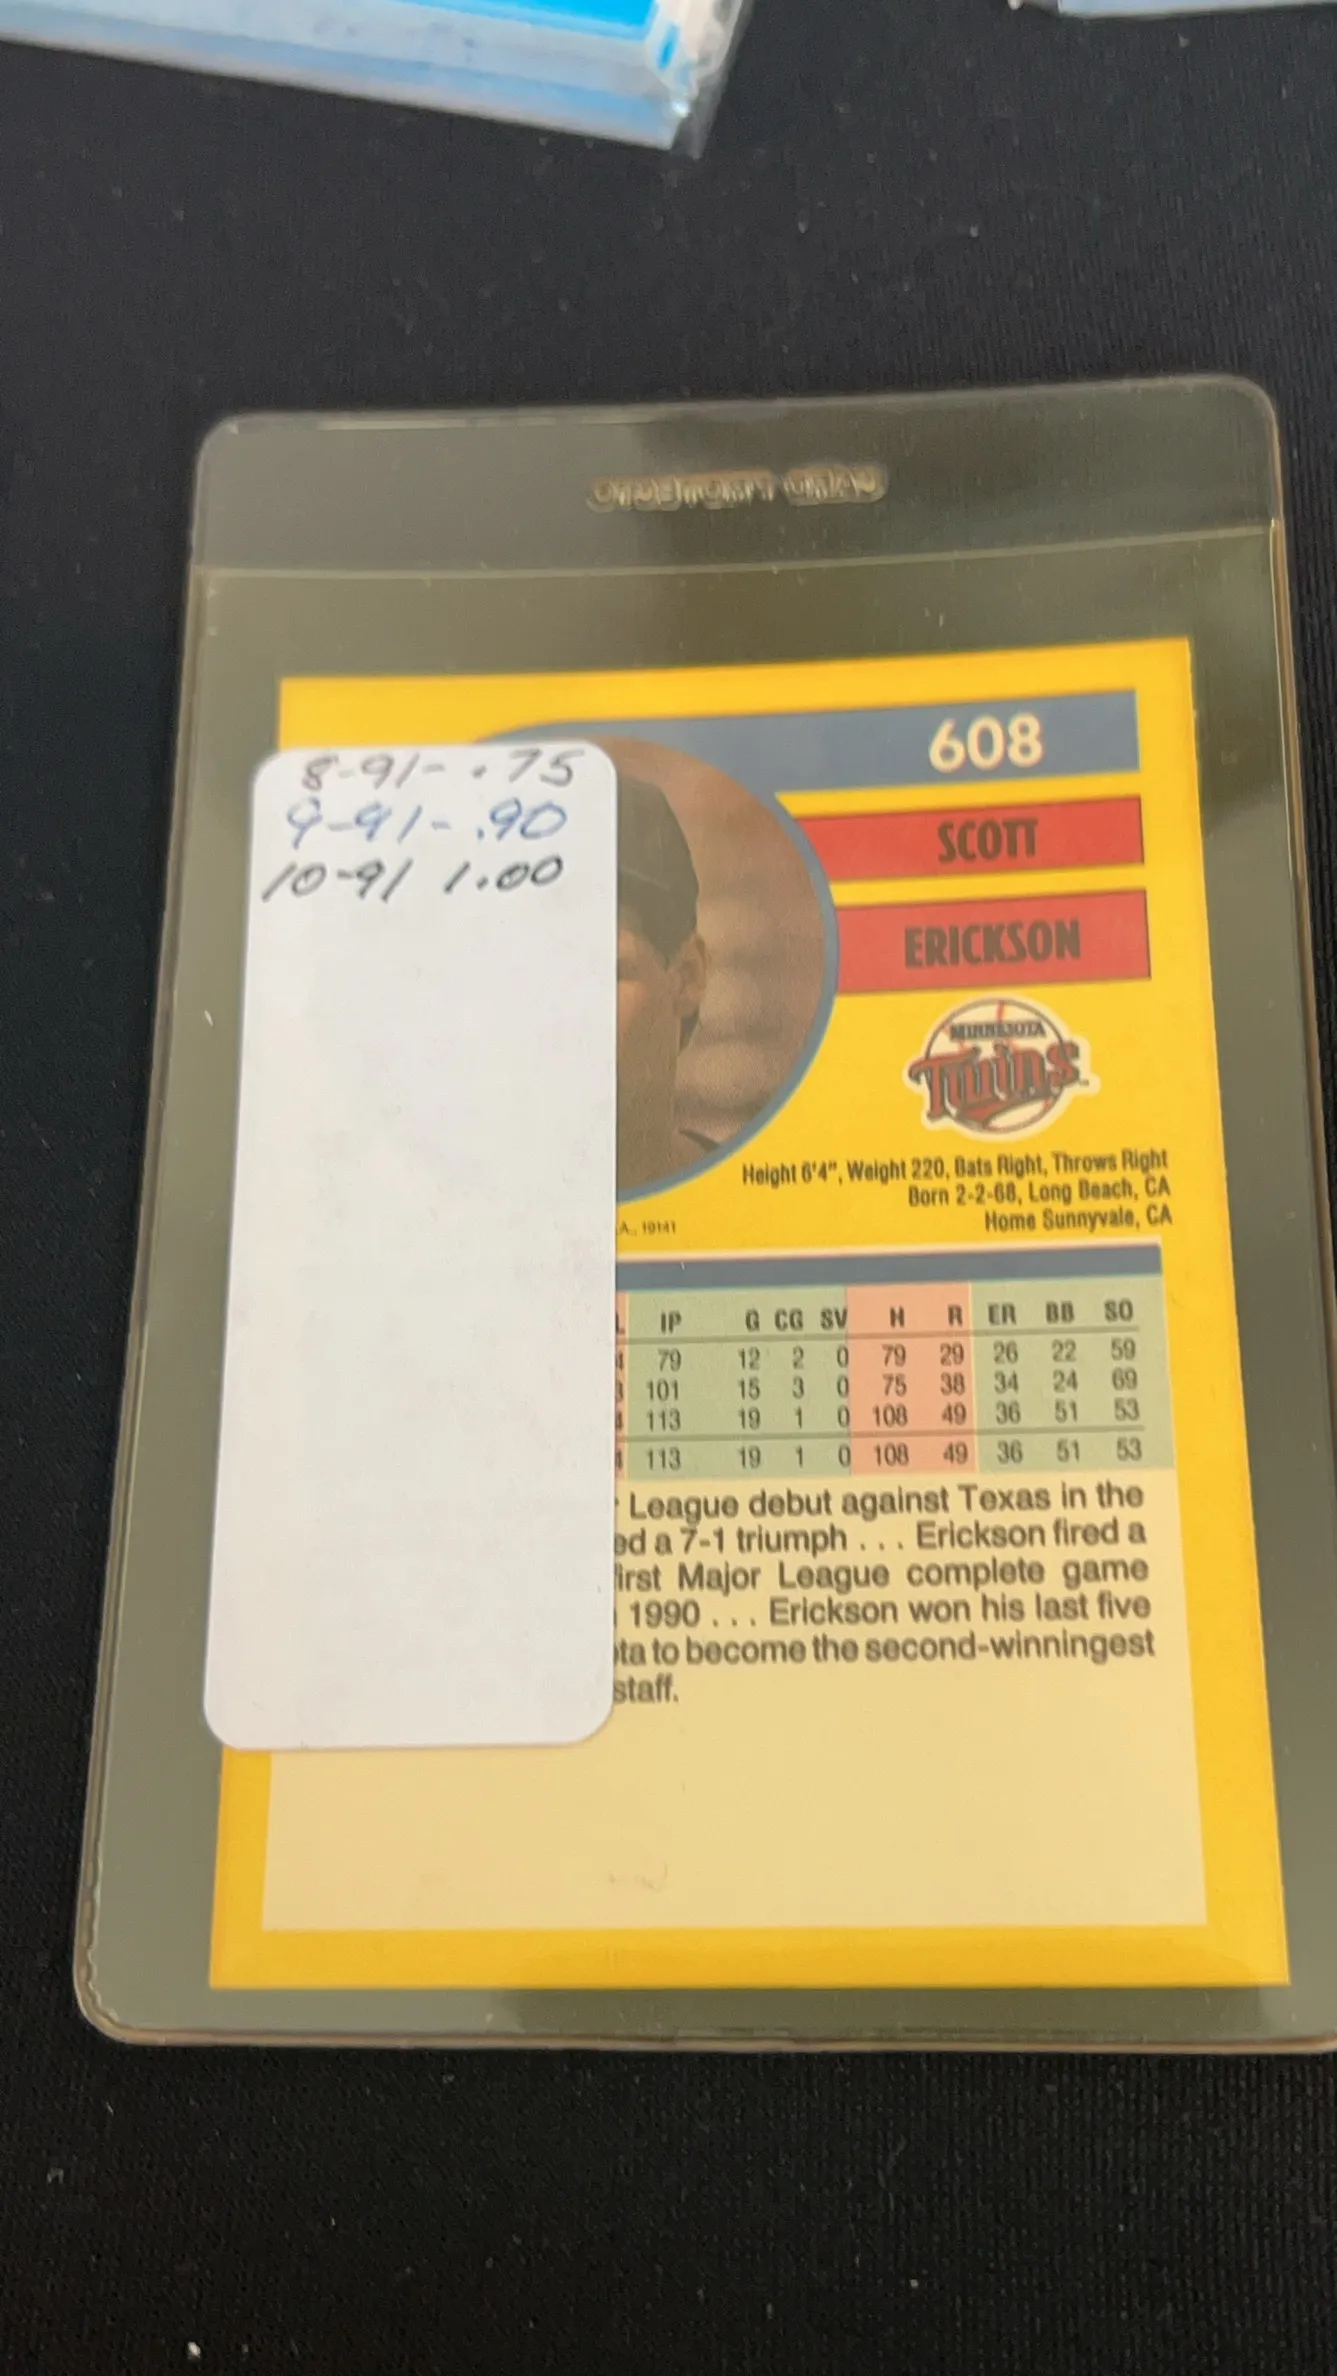 8-91- .75
9-91- .90
10-91 1.00
608
SCOTT
ERICKSON
MINNESOTA
Twins
Height 6'4", Weight 220, Bats Right, Throws Right
Born 2-2-68, Long Beach, CA
Home Sunnyvale, CA
A., 19141
IP G CG SV H R ER BB SO
79 12 2 0 79 29 26 22 59
101 15 3 0 75 38 34 24 69
113 19 1 0 108 49 36 51 53
113 19 1 0 108 49 36 51 53
League debut against Texas in the
ed a 7-1 triumph ... Erickson fired a
irst Major League complete game
1990 ... Erickson won his last five
ta to become the second-winningest
staff.